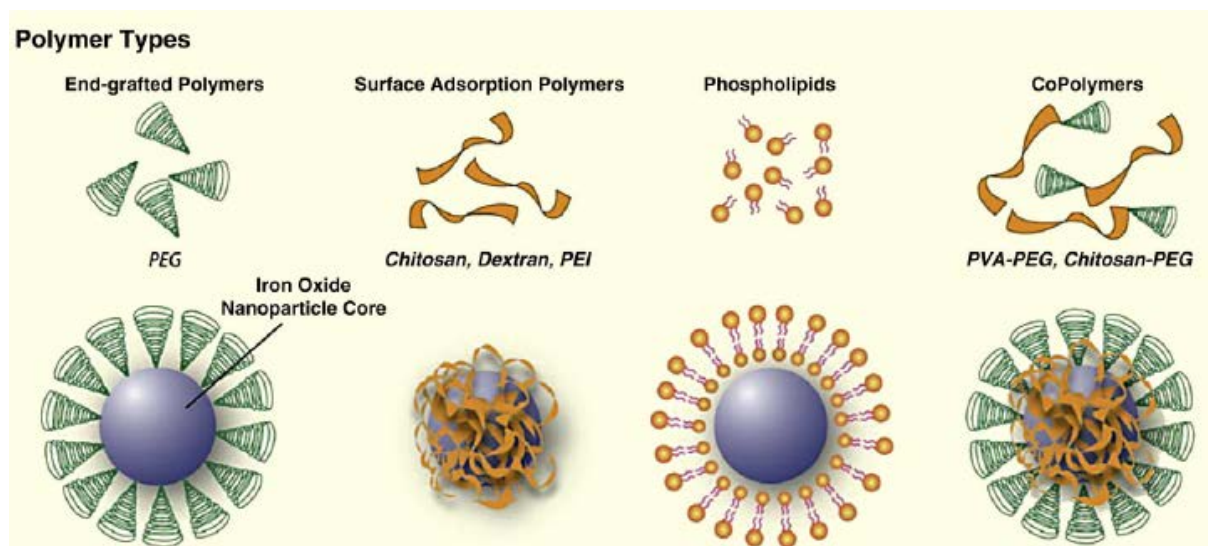 Polymer Types
End-grafted Polymers
Surface Adsorption Polymers
Phospholipids
CoPolymers
PEG
Chitosan, Dextran, PEI
PVA-PEG, Chitosan-PEG
Iron Oxide
Nanoparticle Core